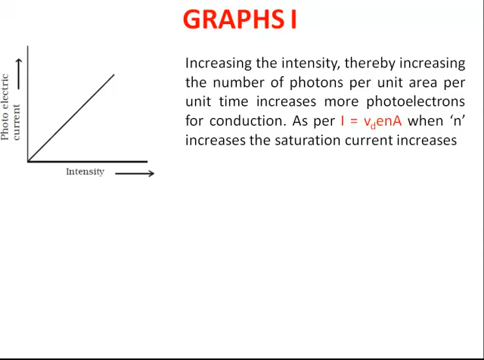 GRAPHS I
Increasing the intensity, thereby increasing
the number of photons per unit area per
unit time increases more photoelectrons
for conduction. As per I = vdenA when ‘n’
increases the saturation current increases
Photo electric
current
Intensity